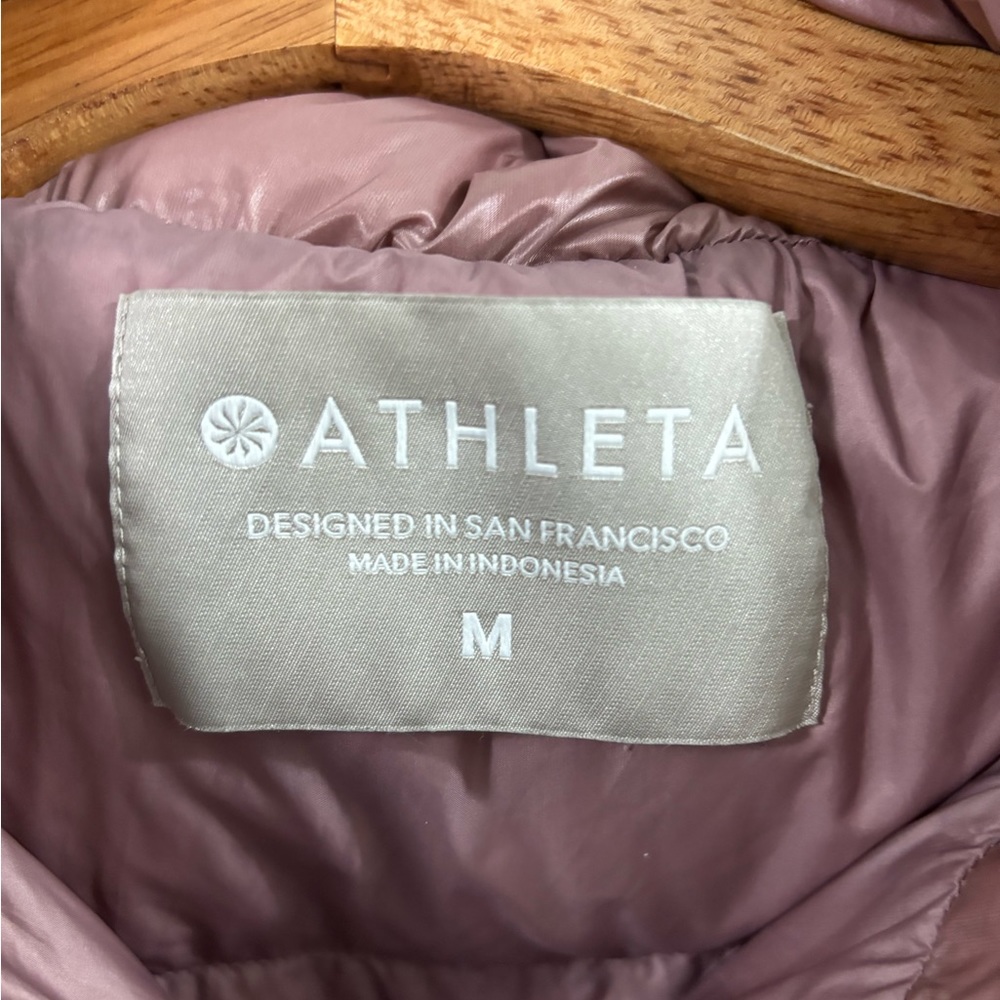 ATHLETA
DESIGNED IN SAN FRANCISCO
MADE IN INDONESIA
M